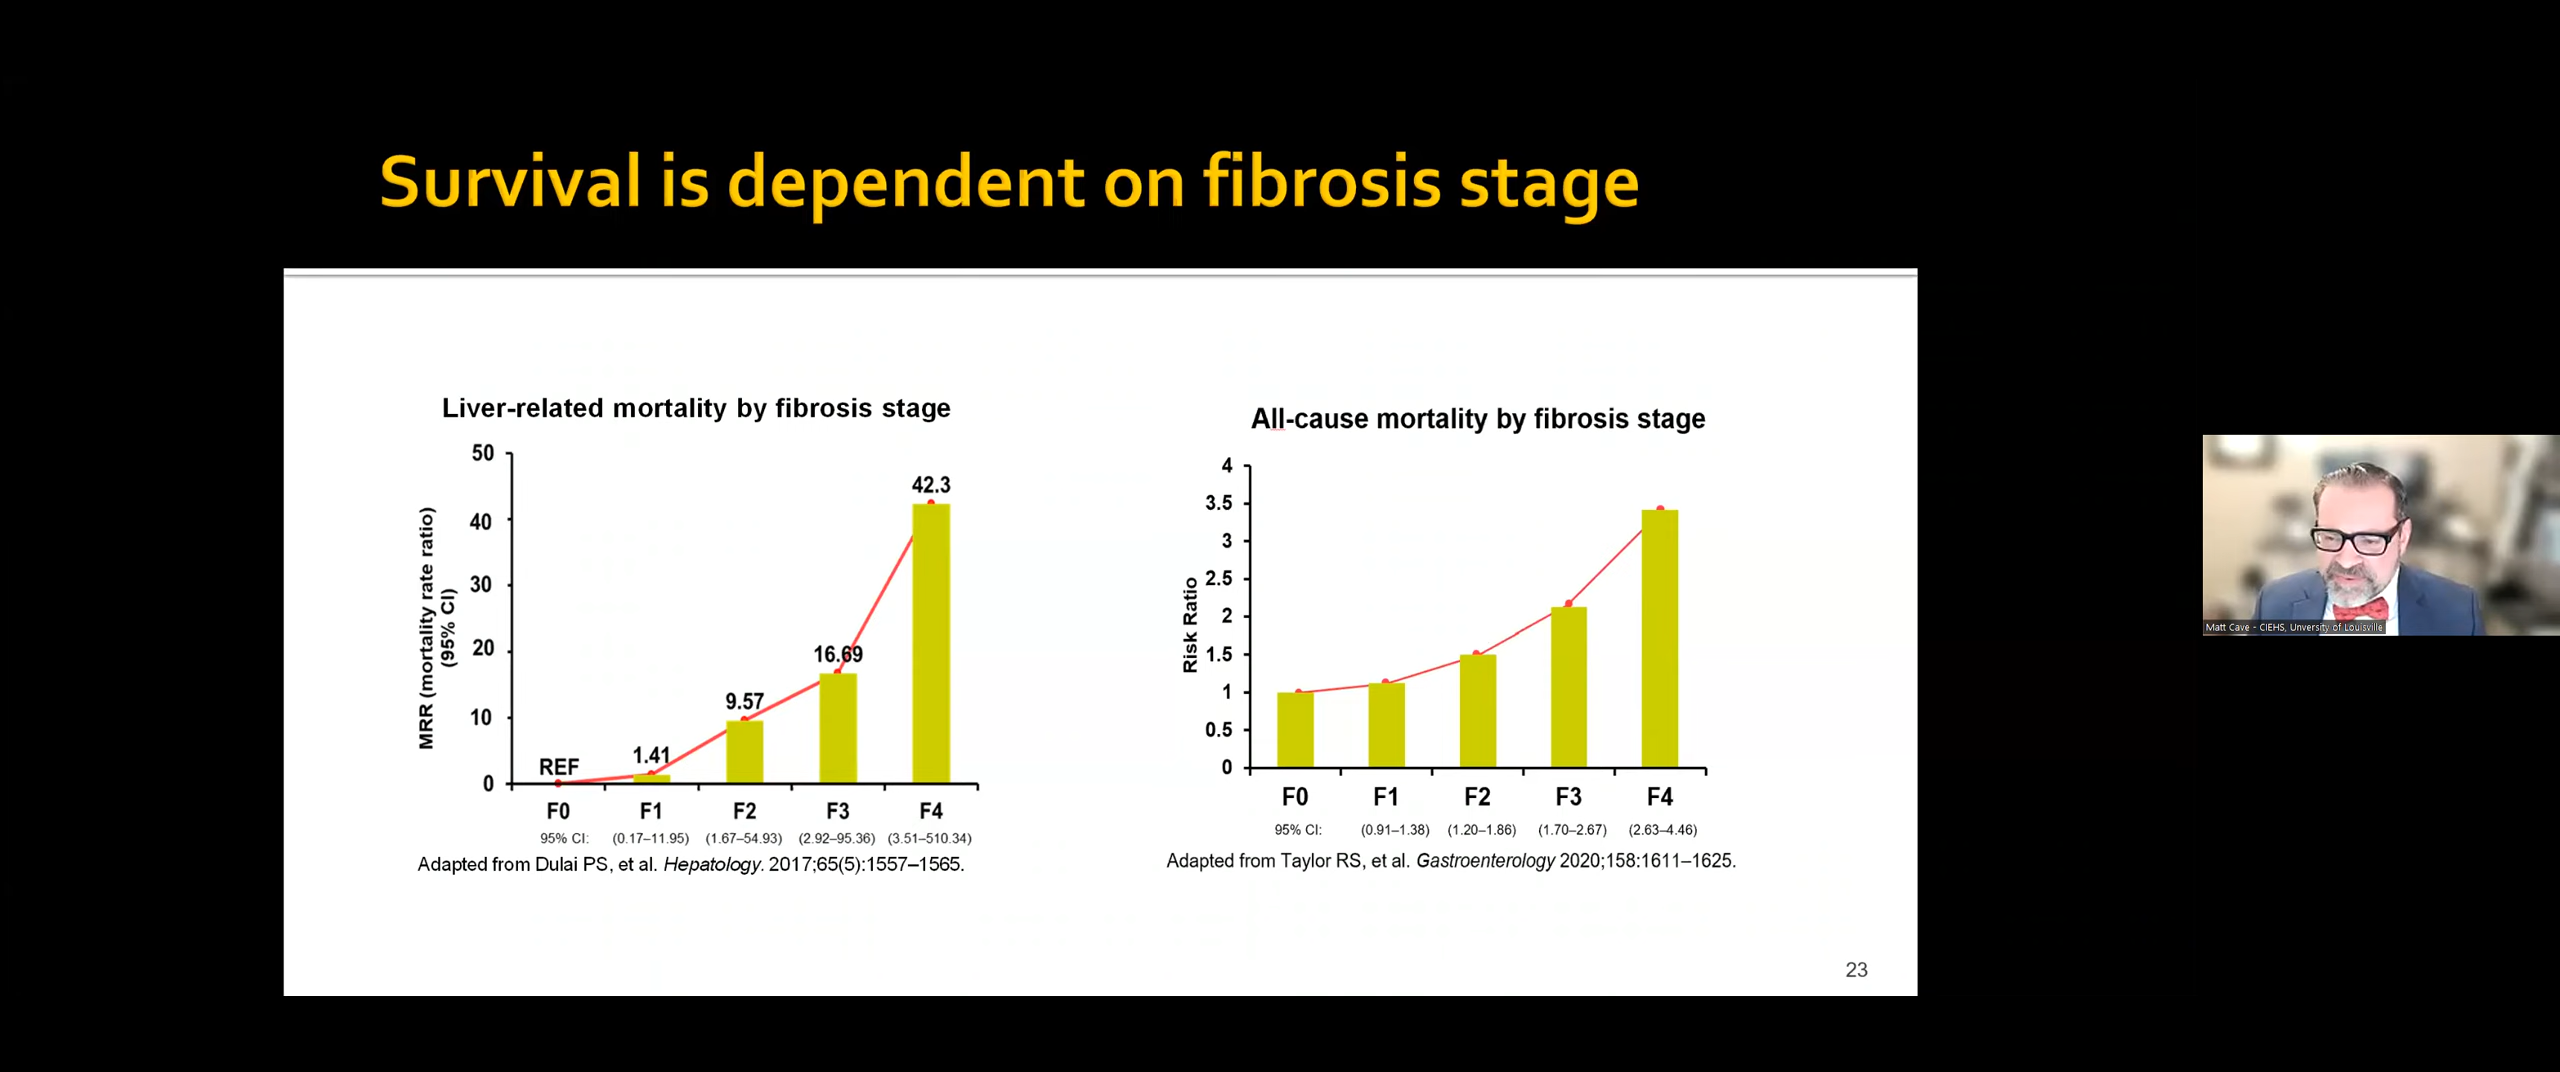 Survival is dependent on fibrosis stage
Liver-related mortality by fibrosis stage
MRR (mortality rate ratio)
(95% CI)
50
40
30
20
10
0
REF
1.41
9.57
16.69
42.3
F0 F1 F2 F3 F4
95% CI: (0.17–11.95) (1.67–54.93) (2.92–95.36) (3.51–510.34)
Adapted from Dulai PS, et al. Hepatology. 2017;65(5):1557–1565.
All-cause mortality by fibrosis stage
Risk Ratio
4
3.5
3
2.5
2
1.5
1
0.5
0
F0 F1 F2 F3 F4
95% CI: (0.91–1.38) (1.20–1.86) (1.70–2.67) (2.63–4.46)
Adapted from Taylor RS, et al. Gastroenterology 2020;158:1611–1625.
23
Matt Cave - CIEHS, Unversity of Louisville